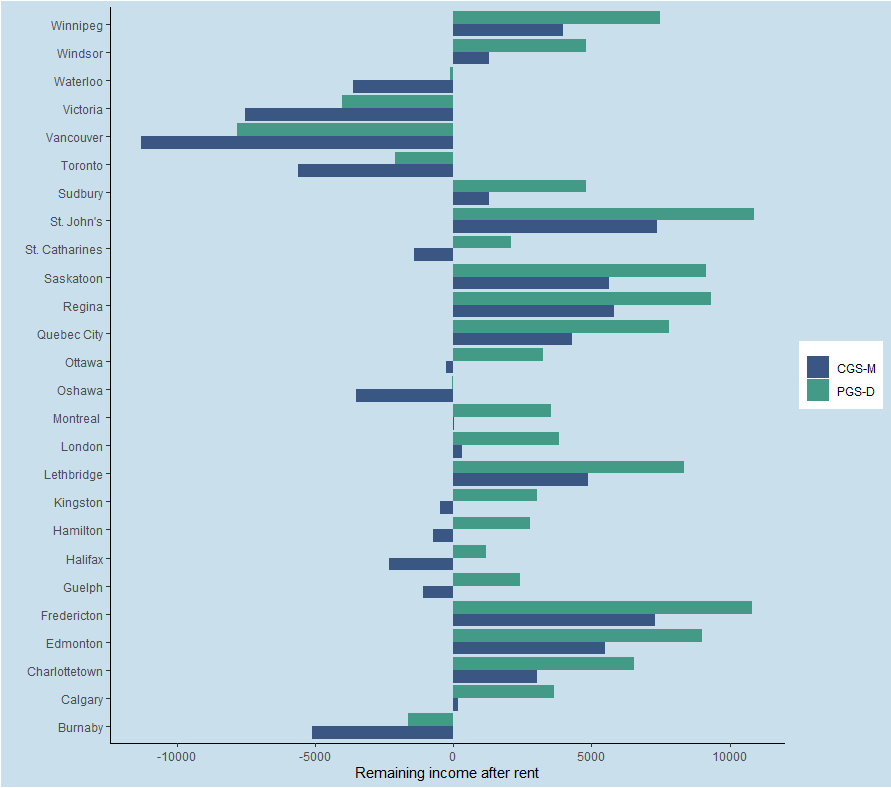 Winnipeg
Windsor
Waterloo
Victoria
Vancouver
Toronto
Sudbury
St. John's
St. Catharines
Saskatoon
Regina
Quebec City
Ottawa
Oshawa
Montreal
London
Lethbridge
Kingston
Hamilton
Halifax
Guelph
Fredericton
Edmonton
Charlottetown
Calgary
Burnaby
CGS-M
PGS-D
-10000 -5000 0 5000 10000
Remaining income after rent